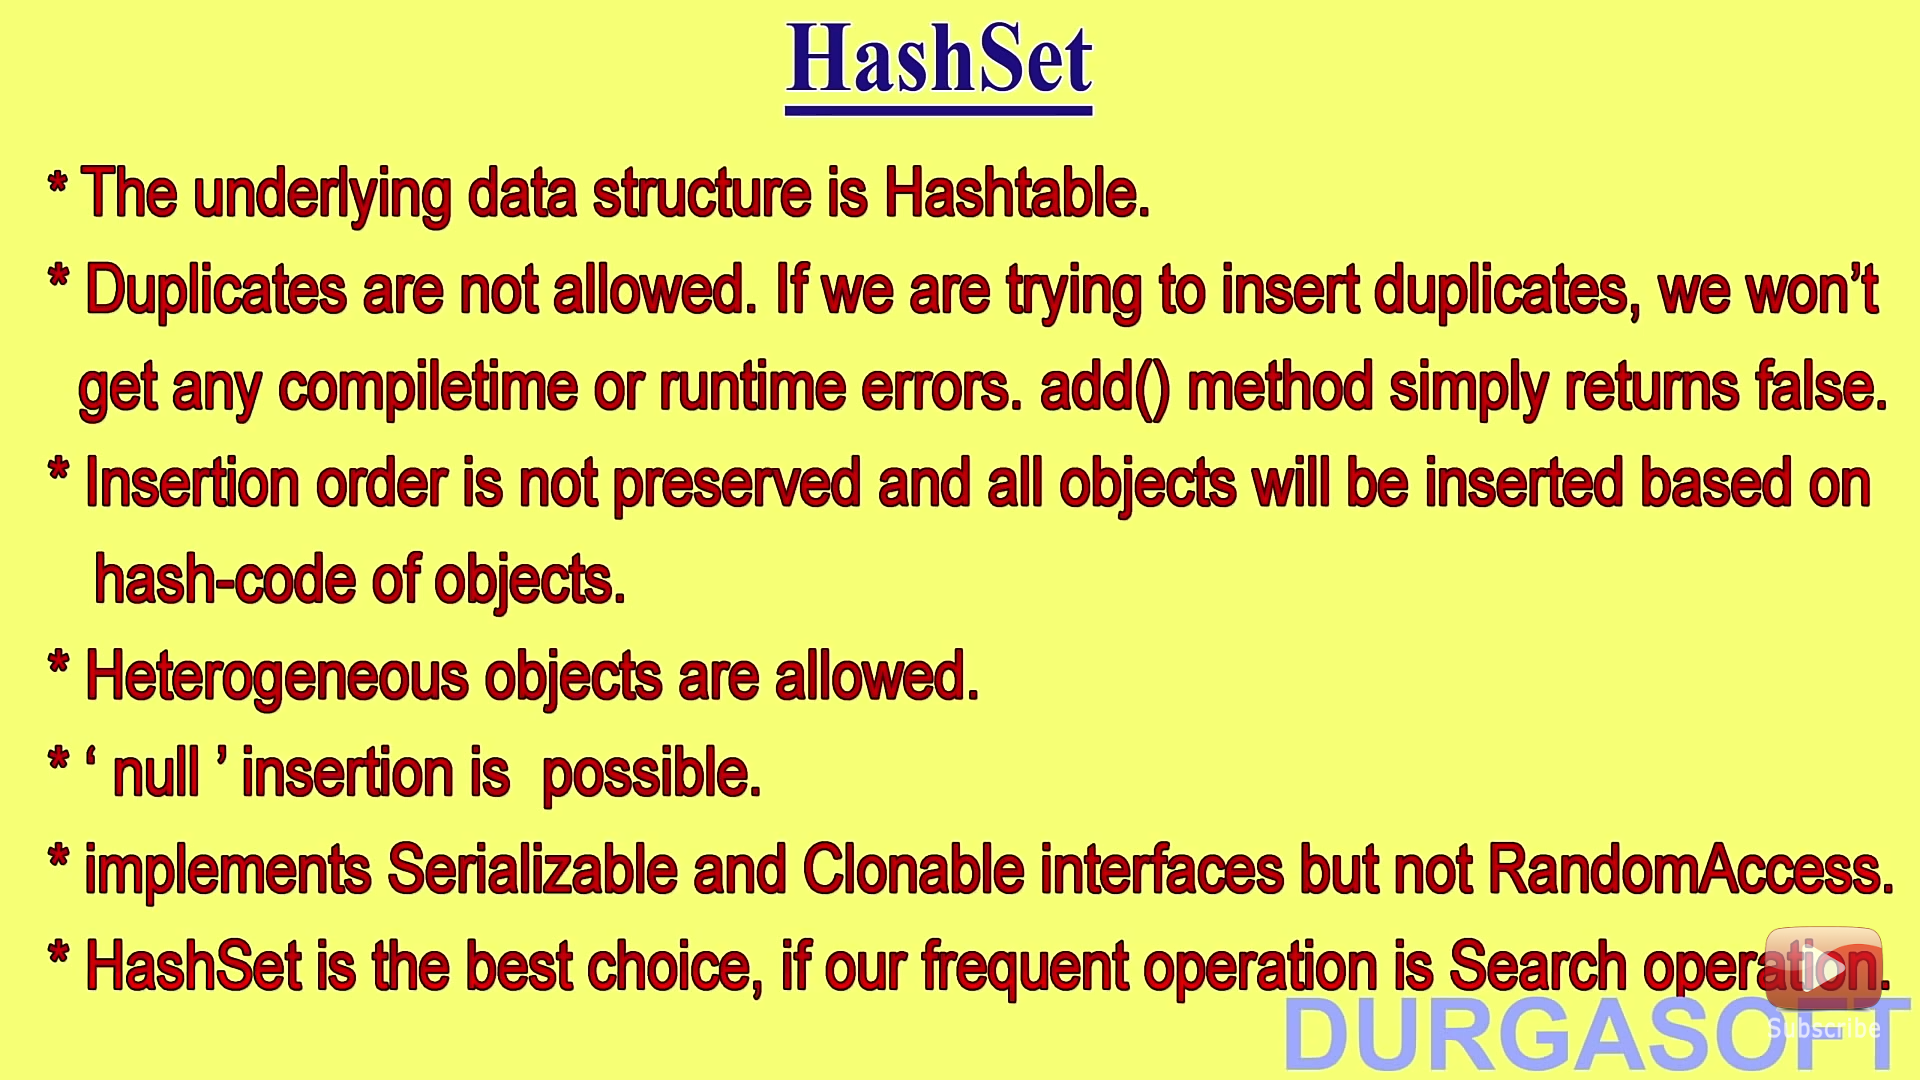 HashSet
* The underlying data structure is Hashtable.
* Duplicates are not allowed. If we are trying to insert duplicates, we won’t
get any compiletime or runtime errors. add() method simply returns false.
* Insertion order is not preserved and all objects will be inserted based on
hash-code of objects.
* Heterogeneous objects are allowed.
* ‘ null ’ insertion is  possible.
* implements Serializable and Clonable interfaces but not RandomAccess.
* HashSet is the best choice, if our frequent operation is Search operation.
DURGASOFT
Subscribe